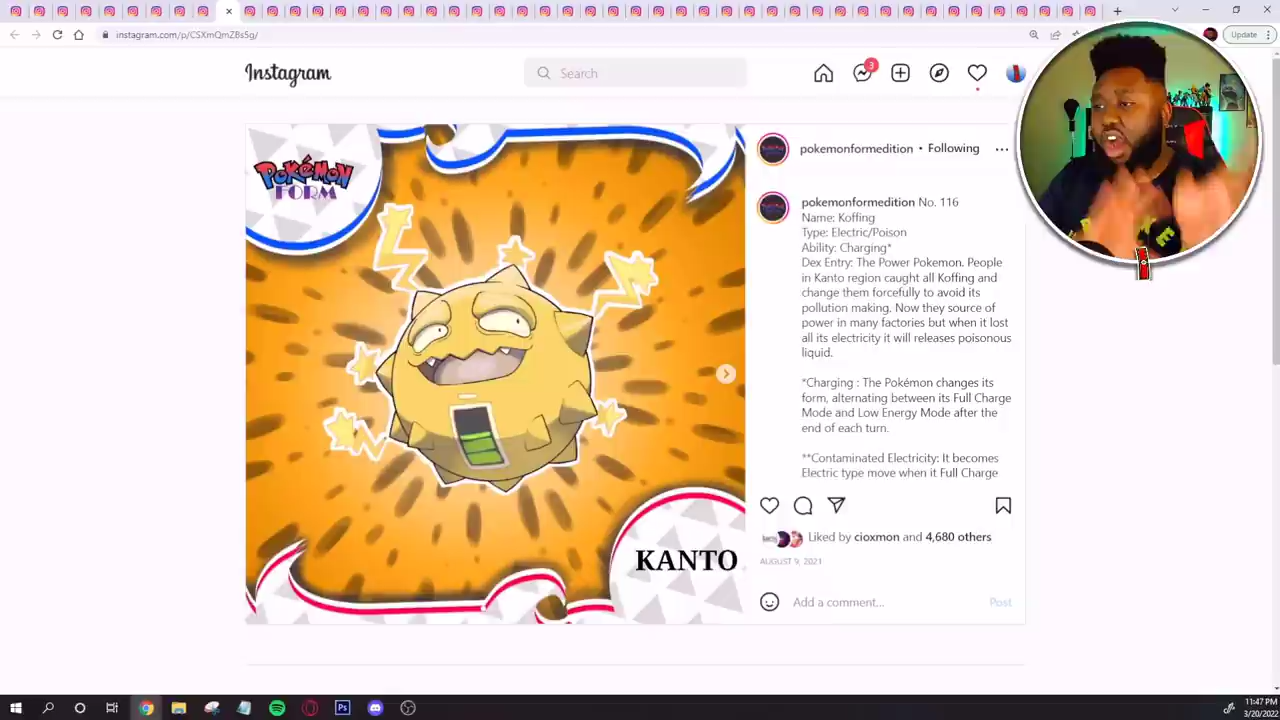 instagram.com/p/CSXmQmZBs5g/
Update
Instagram
Search
3
POKÉMON
FORM
KANTO
pokemonformedition • Following
pokemonformedition No. 116
Name: Koffing
Type: Electric/Poison
Ability: Charging*
Dex Entry: The Power Pokemon. People
in Kanto region caught all Koffing and
change them forcefully to avoid its
pollution making. Now they source of
power in many factories but when it lost
all its electricity it will releases poisonous
liquid.
*Charging : The Pokémon changes its
form, alternating between its Full Charge
Mode and Low Energy Mode after the
end of each turn.
**Contaminated Electricity: It becomes
Electric type move when it Full Charge
Liked by cioxmon and 4,680 others
AUGUST 9, 2021
Add a comment...
Post
Ps
11:47 PM
3/20/2022